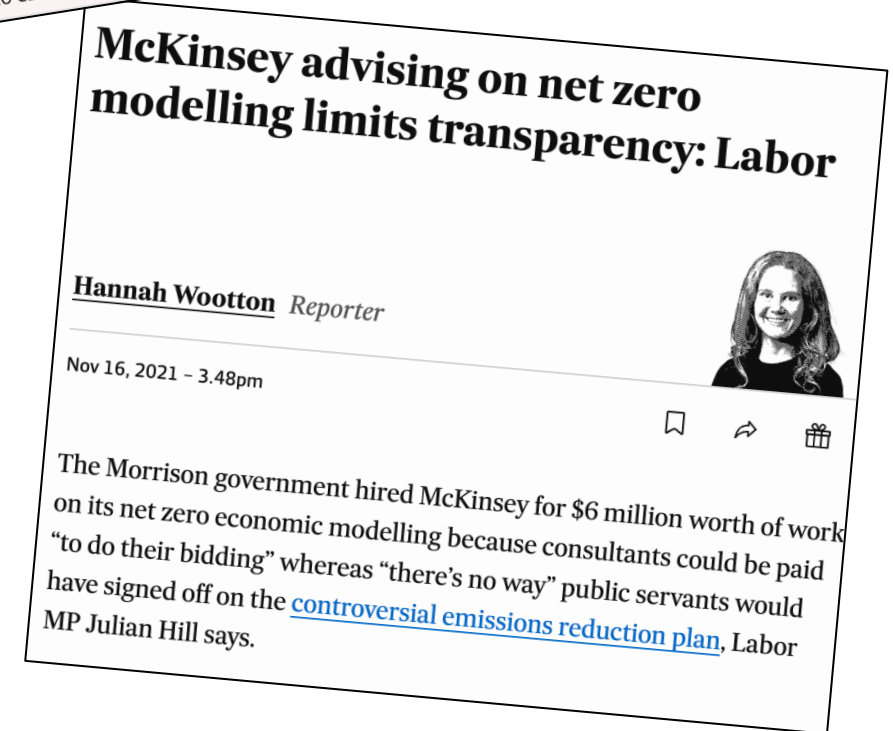 McKinsey advising on net zero
modelling limits transparency: Labor
Hannah Wootton Reporter
Nov 16, 2021 – 3.48pm
The Morrison government hired McKinsey for $6 million worth of work
on its net zero economic modelling because consultants could be paid
“to do their bidding” whereas “there’s no way” public servants would
have signed off on the controversial emissions reduction plan, Labor
MP Julian Hill says.